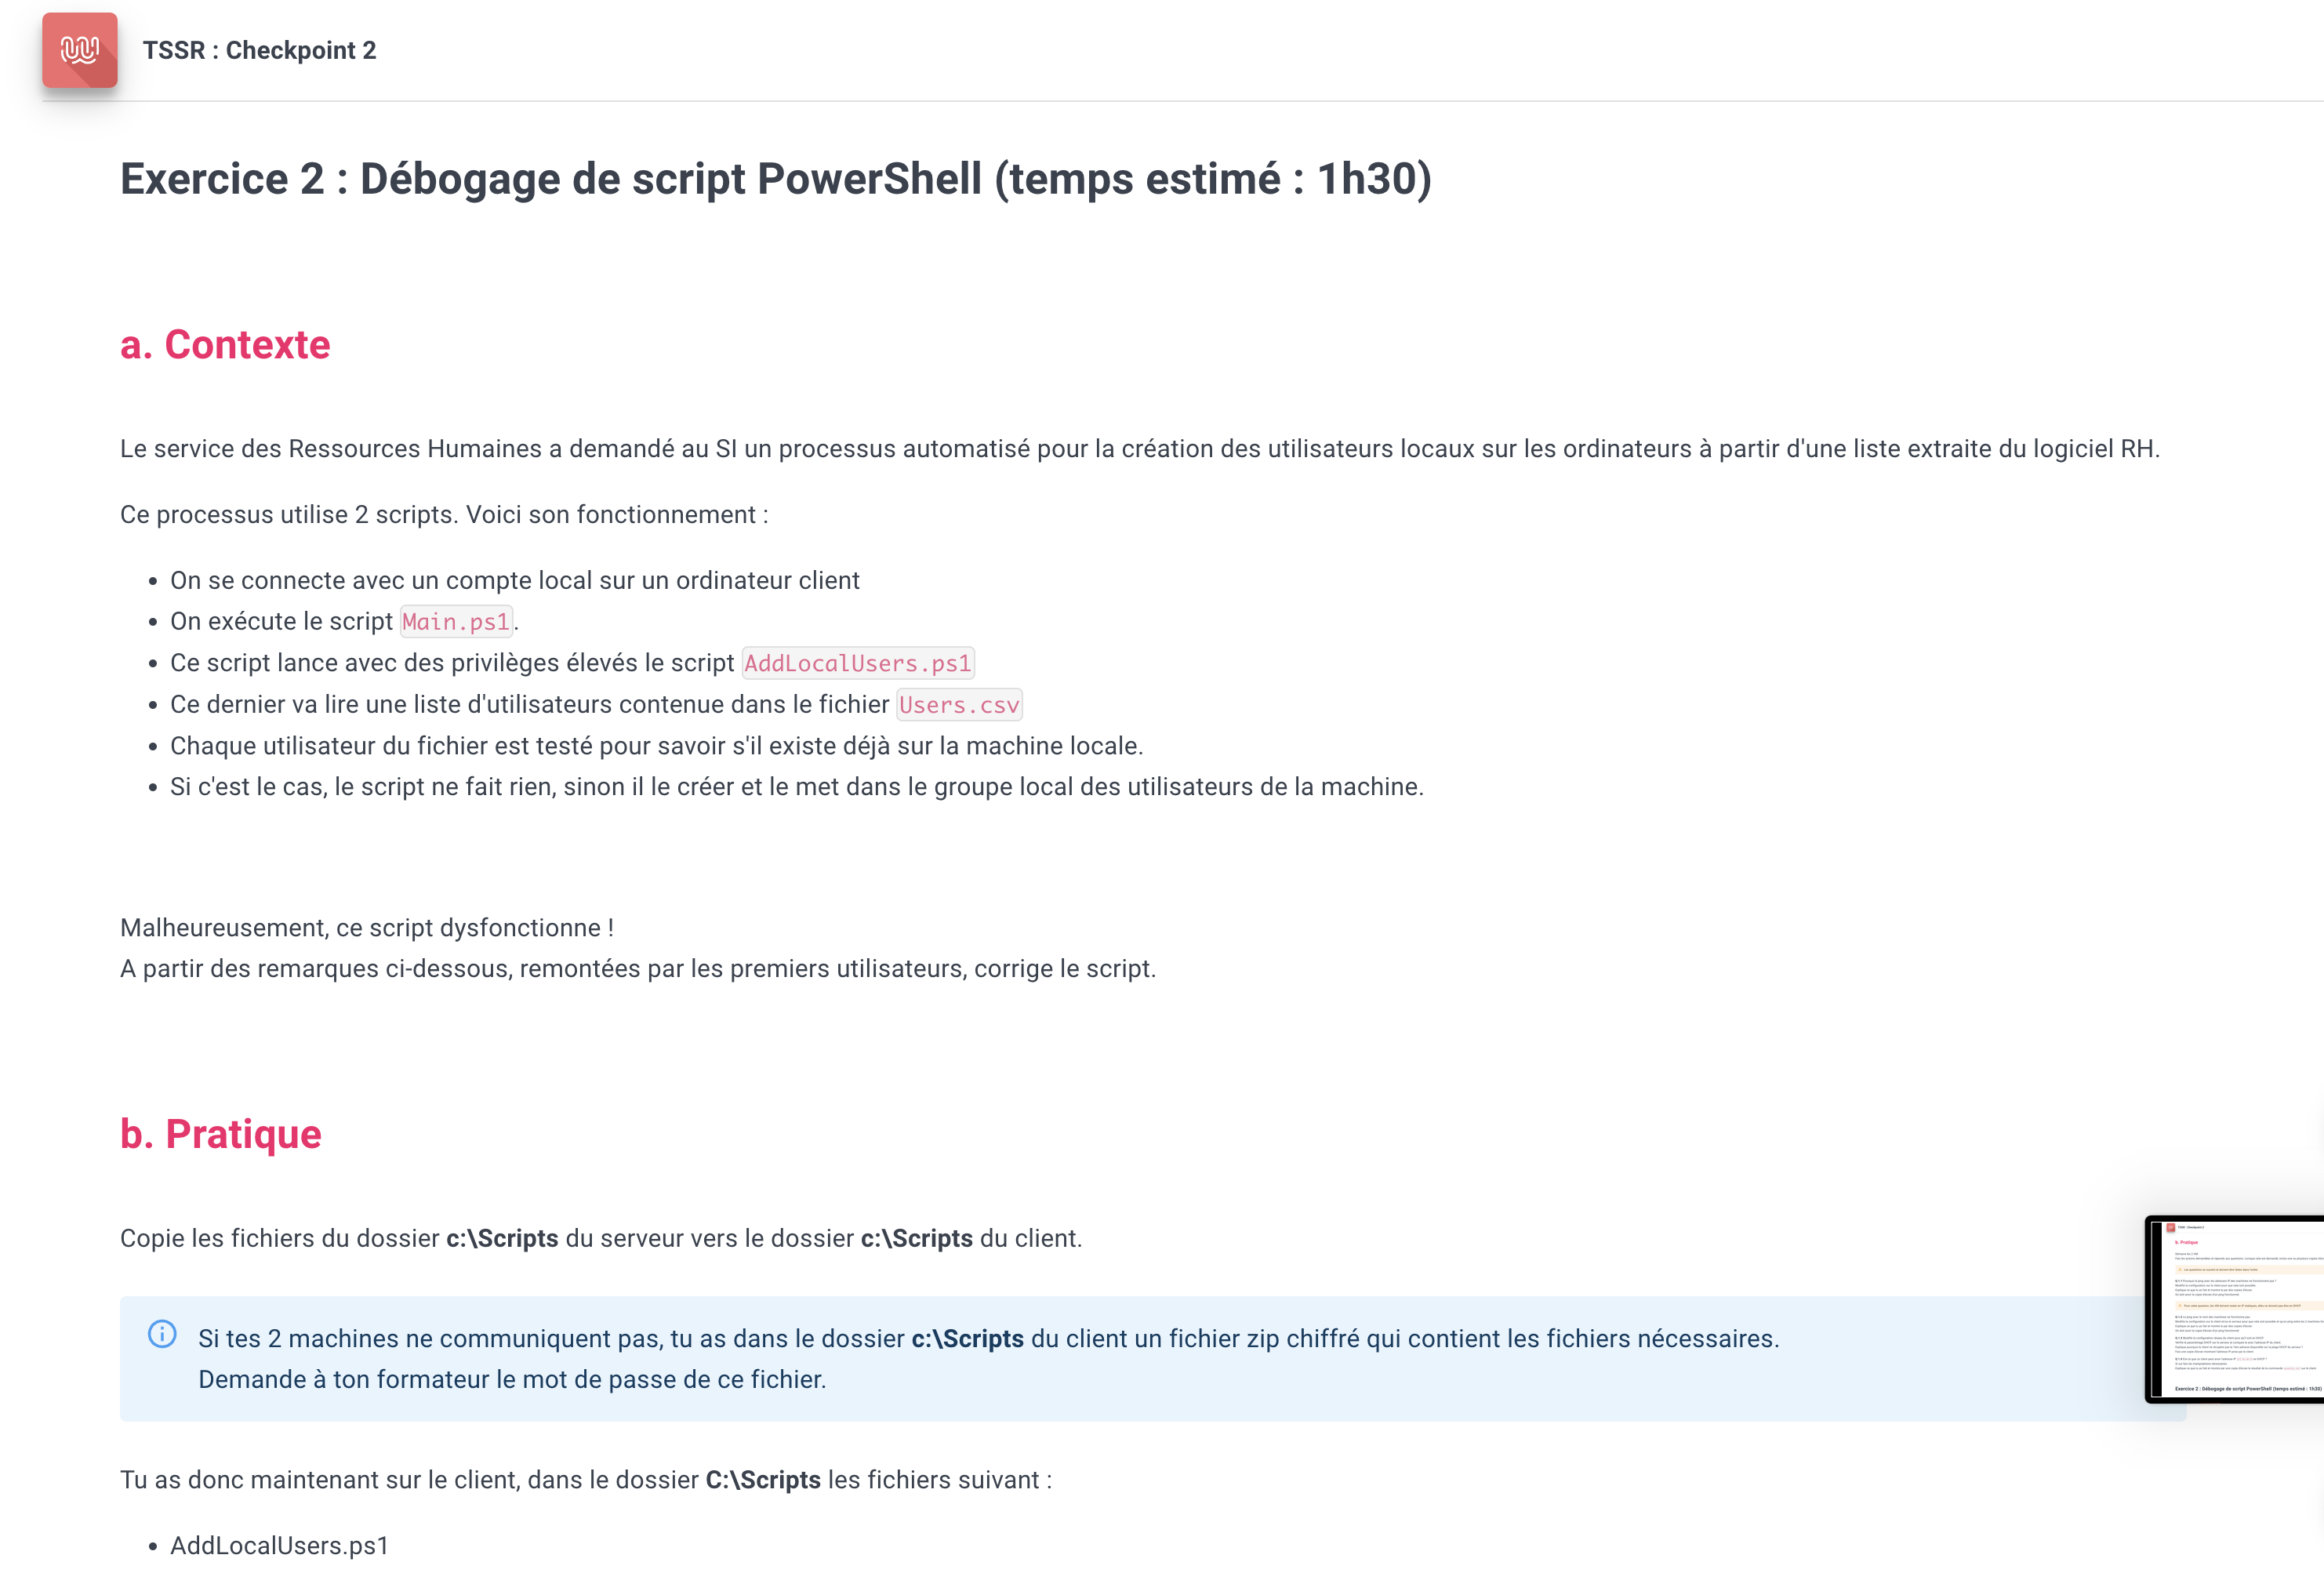 TSSR : Checkpoint 2
Exercice 2 : Débogage de script PowerShell (temps estimé : 1h30)
a. Contexte
Le service des Ressources Humaines a demandé au SI un processus automatisé pour la création des utilisateurs locaux sur les ordinateurs à partir d'une liste extraite du logiciel RH.
Ce processus utilise 2 scripts. Voici son fonctionnement :
• On se connecte avec un compte local sur un ordinateur client
• On exécute le script Main.ps1.
• Ce script lance avec des privilèges élevés le script AddLocalUsers.ps1
• Ce dernier va lire une liste d'utilisateurs contenue dans le fichier Users.csv
• Chaque utilisateur du fichier est testé pour savoir s'il existe déjà sur la machine locale.
• Si c'est le cas, le script ne fait rien, sinon il le créer et le met dans le groupe local des utilisateurs de la machine.
Malheureusement, ce script dysfonctionne !
A partir des remarques ci-dessous, remontées par les premiers utilisateurs, corrige le script.
b. Pratique
Copie les fichiers du dossier c:\Scripts du serveur vers le dossier c:\Scripts du client.
Si tes 2 machines ne communiquent pas, tu as dans le dossier c:\Scripts du client un fichier zip chiffré qui contient les fichiers nécessaires.
Demande à ton formateur le mot de passe de ce fichier.
Tu as donc maintenant sur le client, dans le dossier C:\Scripts les fichiers suivant :
• AddLocalUsers.ps1
b. Pratique
Exercice 2 : Débogage de script PowerShell (temps estimé : 1h30)